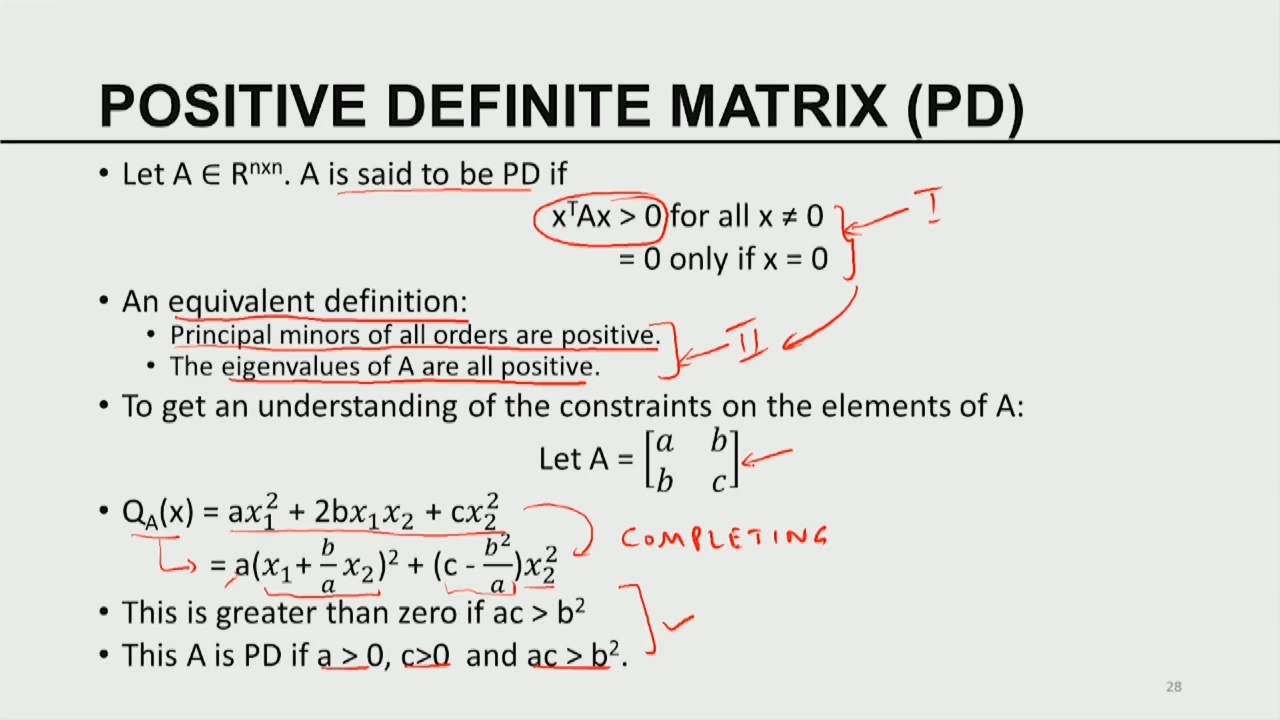 POSITIVE DEFINITE MATRIX (PD)
• Let A ∈ Rⁿˣⁿ. A is said to be PD if
xᵀAx > 0 for all x ≠ 0
I
= 0 only if x = 0
• An equivalent definition:
• Principal minors of all orders are positive.
II
• The eigenvalues of A are all positive.
• To get an understanding of the constraints on the elements of A:
Let A = [a b
b c]
• Q_A(x) = ax₁² + 2bx₁x₂ + cx₂²
COMPLETING
= a(x₁+ b/a x₂)² + (c - b²/a)x₂²
• This is greater than zero if ac > b²
• This A is PD if a > 0, c>0 and ac > b².
28